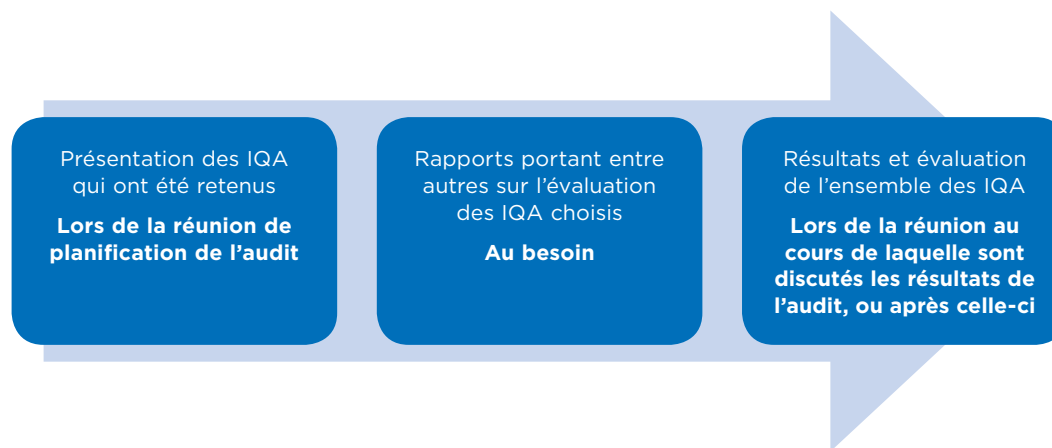 Présentation des IQA
qui ont été retenus
Lors de la réunion de
planification de l’audit
Rapports portant entre
autres sur l’évaluation
des IQA choisis
Au besoin
Résultats et évaluation
de l’ensemble des IQA
Lors de la réunion au
cours de laquelle sont
discutés les résultats de
l’audit, ou après celle-ci